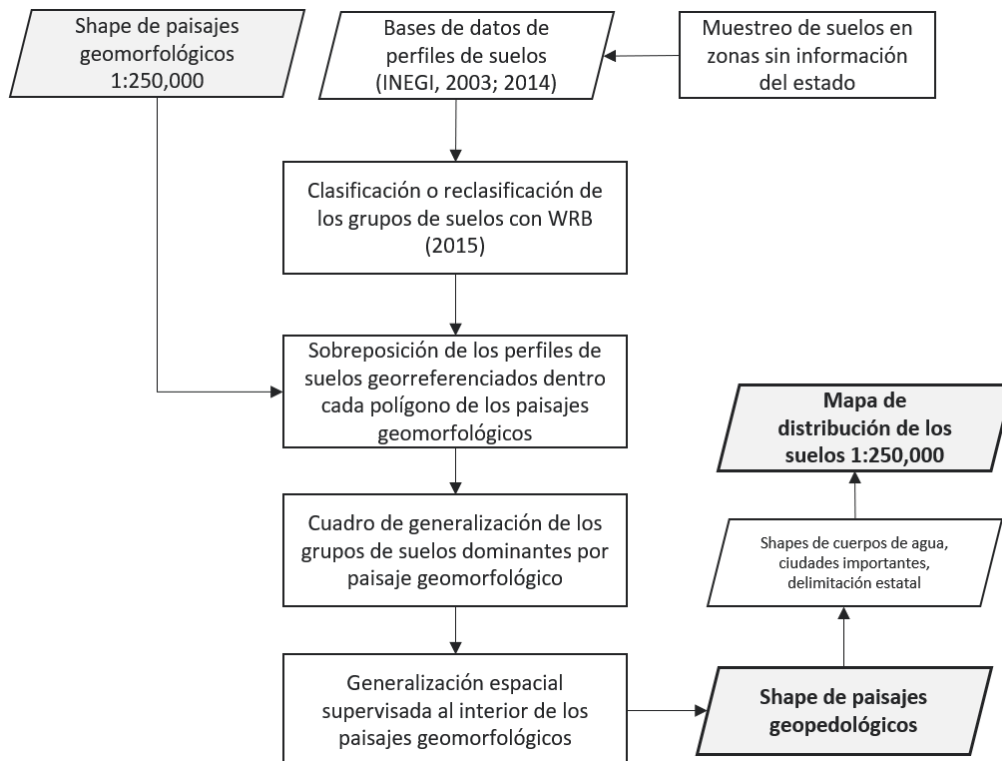 Shape de paisajes
geomorfológicos
1:250,000
Bases de datos de
perfiles de suelos
(INEGI, 2003; 2014)
Muestreo de suelos en
zonas sin información
del estado
Clasificación o reclasificación de
los grupos de suelos con WRB
(2015)
Sobreposición de los perfiles de
suelos georreferenciados dentro
cada polígono de los paisajes
geomorfológicos
Cuadro de generalización de los
grupos de suelos dominantes por
paisaje geomorfológico
Generalización espacial
supervisada al interior de los
paisajes geomorfológicos
Shape de paisajes
geopedológicos
Shapes de cuerpos de agua,
ciudades importantes,
delimitación estatal
Mapa de
distribución de los
suelos 1:250,000